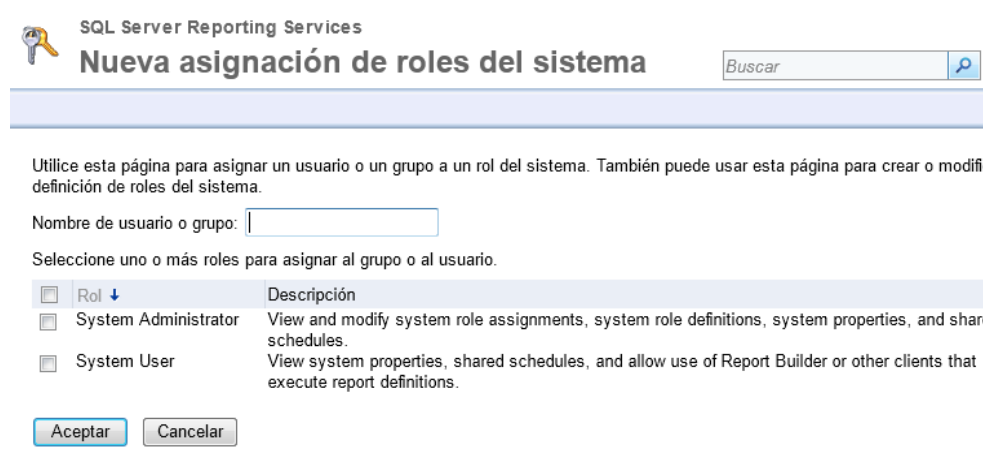 SQL Server Reporting Services
Nueva asignación de roles del sistema
Buscar
Utilice esta página para asignar un usuario o un grupo a un rol del sistema. También puede usar esta página para crear o modifi
definición de roles del sistema.
Nombre de usuario o grupo:
Seleccione uno o más roles para asignar al grupo o al usuario.
Rol Descripción
System Administrator View and modify system role assignments, system role definitions, system properties, and shar
schedules.
System User View system properties, shared schedules, and allow use of Report Builder or other clients that
execute report definitions.
Aceptar Cancelar